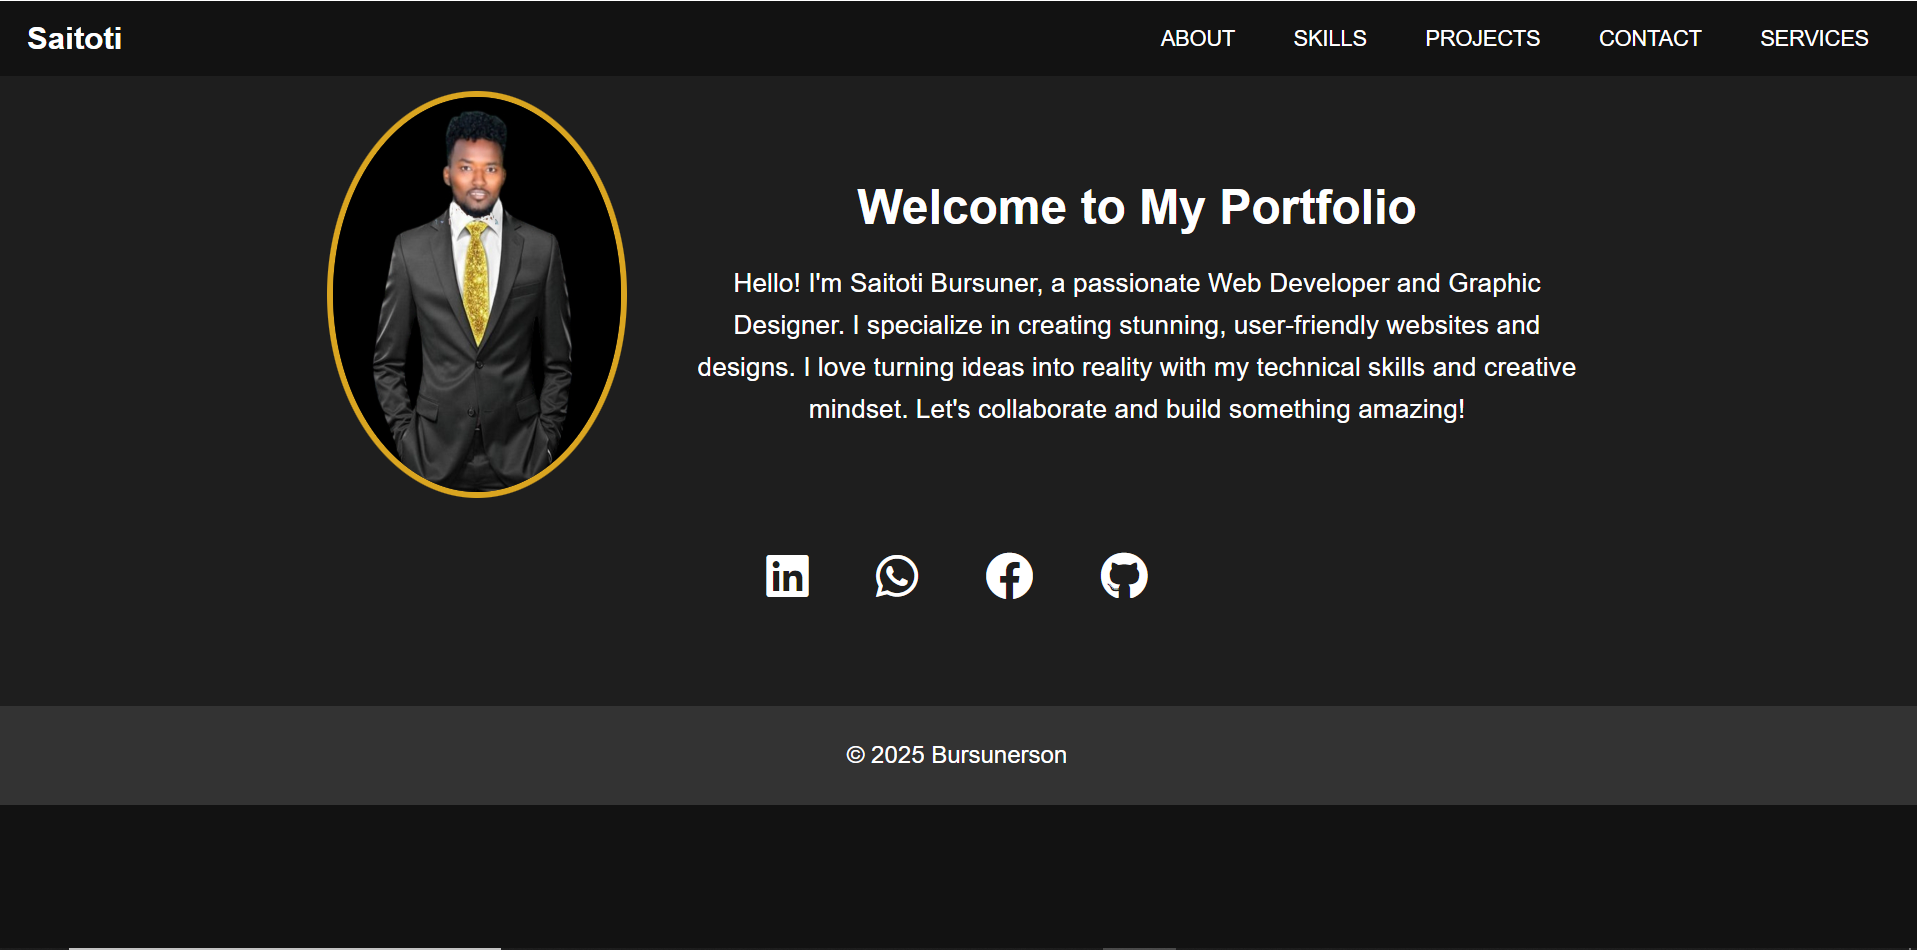 Saitoti
ABOUT SKILLS PROJECTS CONTACT SERVICES
Welcome to My Portfolio
Hello! I'm Saitoti Bursuner, a passionate Web Developer and Graphic
Designer. I specialize in creating stunning, user-friendly websites and
designs. I love turning ideas into reality with my technical skills and creative
mindset. Let's collaborate and build something amazing!
in
© 2025 Bursunerson